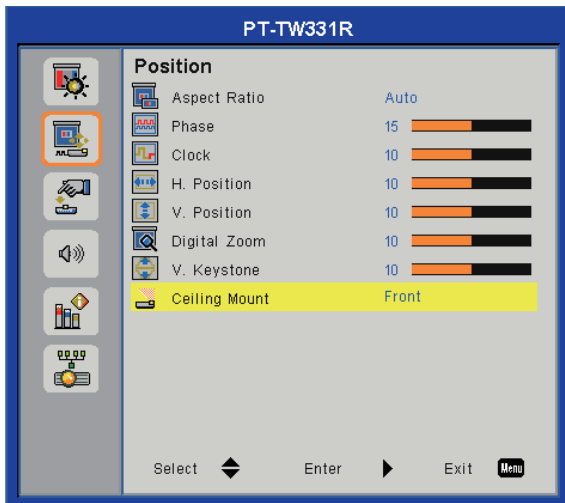 PT-TW331R
Position
Aspect Ratio Auto
Phase 15
Clock 10
H. Position 10
V. Position 10
Digital Zoom 10
V. Keystone 10
Ceiling Mount Front
Select Enter Exit Menu